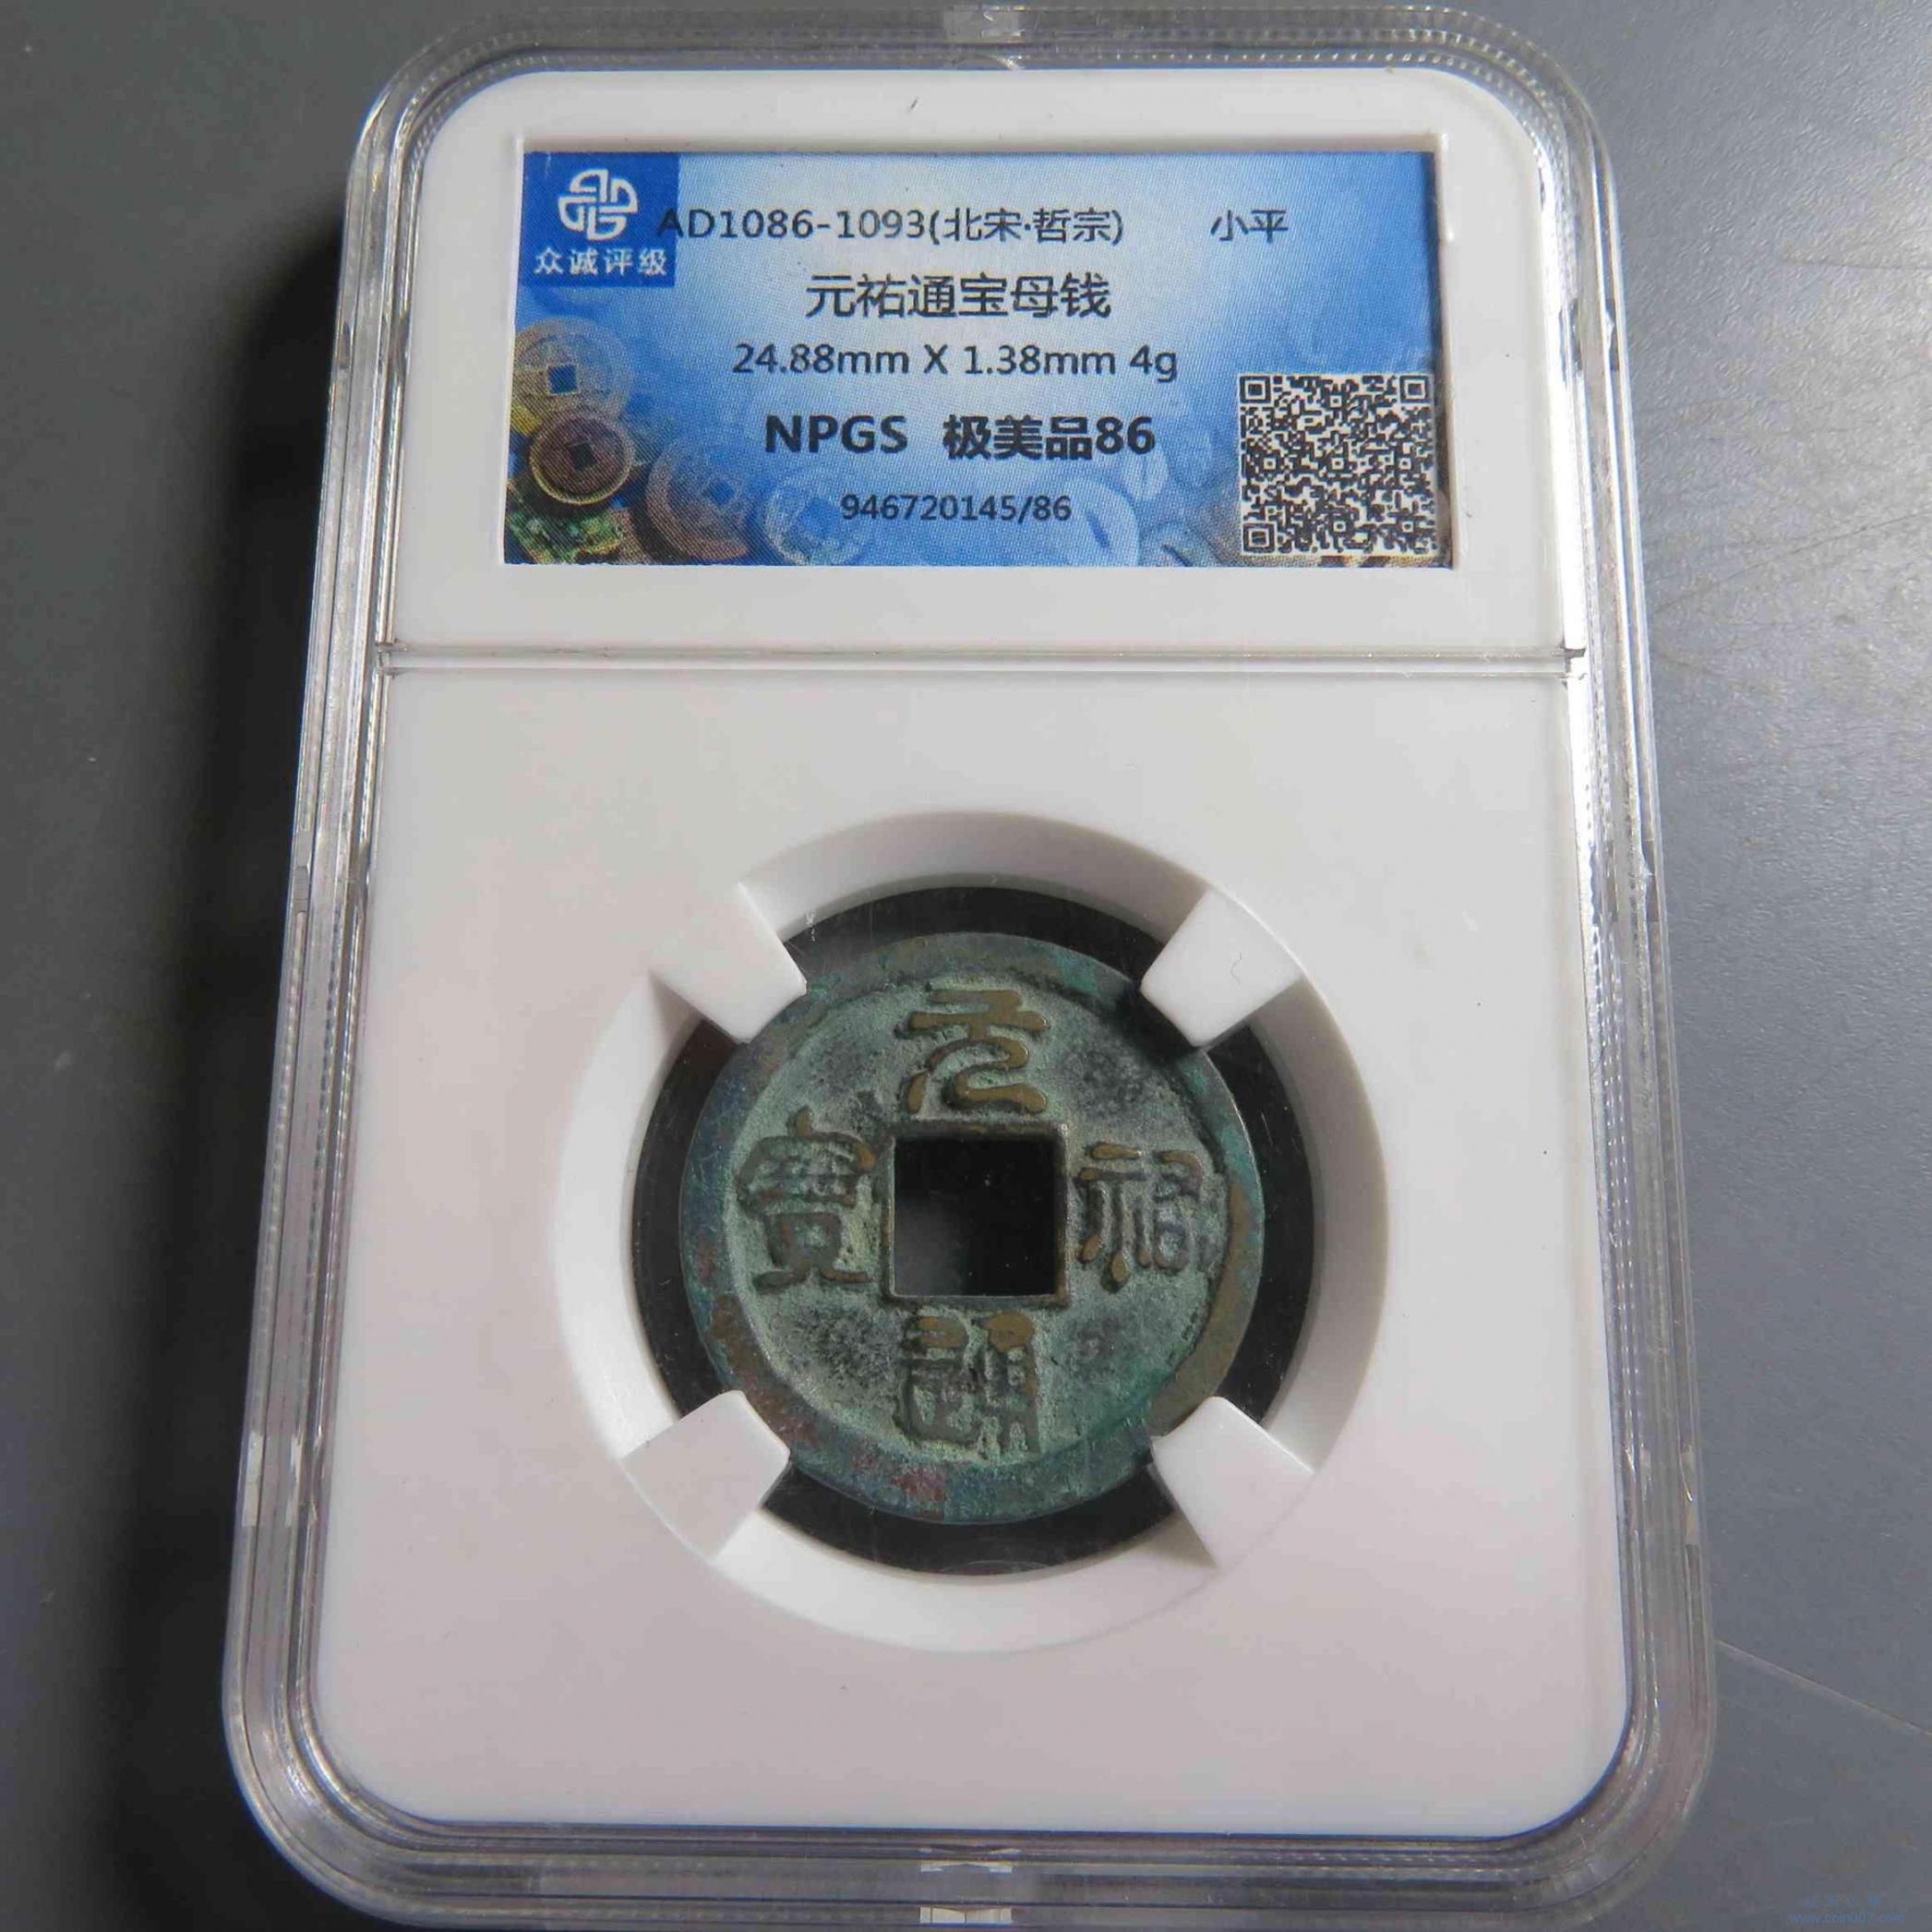 众诚评级
AD1086-1093(北宋·哲宗) 小平
元祐通宝母钱
24.88mm X 1.38mm 4g
NPGS 极美品86
946720145/86
元
祐
通
寶